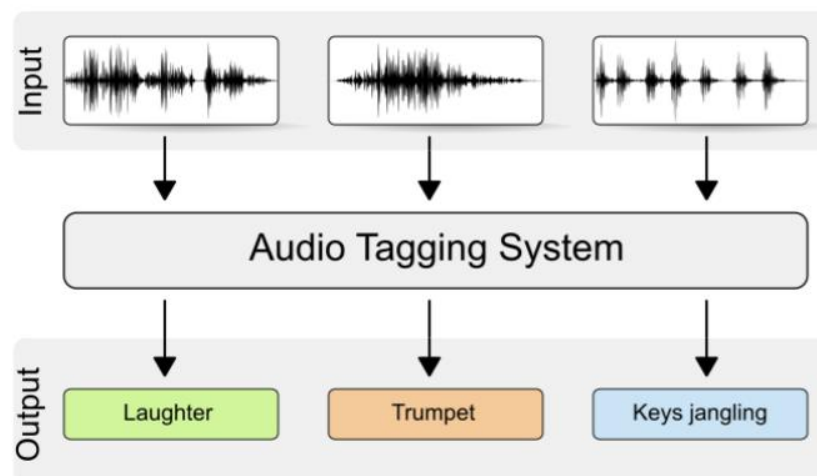 Input
Audio Tagging System
Output
Laughter
Trumpet
Keys jangling